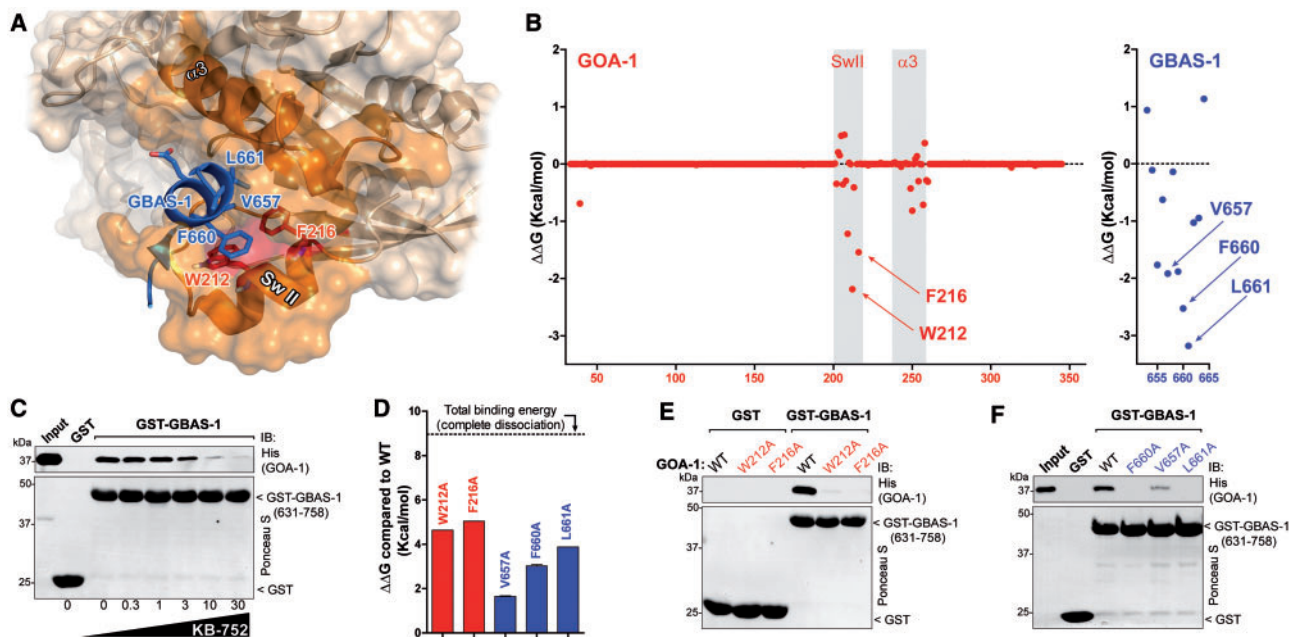 A
α3
L661
GBAS-1
V657
F660
F216
W212
Sw II
B
GOA-1
SwII
α3
GBAS-1
ΔΔG (Kcal/mol)
2
1
0
-1
-2
-3
F216
W212
50
100
150
200
250
300
350
ΔΔG (Kcal/mol)
2
1
0
-1
-2
-3
V657
F660
L661
655
660
665
C
Input
GST
GST-GBAS-1
kDa
IB:
37
His
(GOA-1)
50
37
25
< GST-GBAS-1
(631-758)
Ponceau S
< GST
0 0 0.3 1 3 10 30
KB-752
D
Total binding energy
(complete dissociation)
ΔΔG compared to WT
(Kcal/mol)
10
8
6
4
2
0
W212A
F216A
V657A
F660A
L661A
E
GST GST-GBAS-1
GOA-1: WT W212A F216A WT W212A F216A
kDa
IB:
37
His
(GOA-1)
50
37
25
< GST-GBAS-1
(631-758)
Ponceau S
< GST
F
GST-GBAS-1
Input GST WT F660A V657A L661A
kDa
IB:
37
His
(GOA-1)
50
37
25
< GST-GBAS-1
(631-758)
Ponceau S
< GST